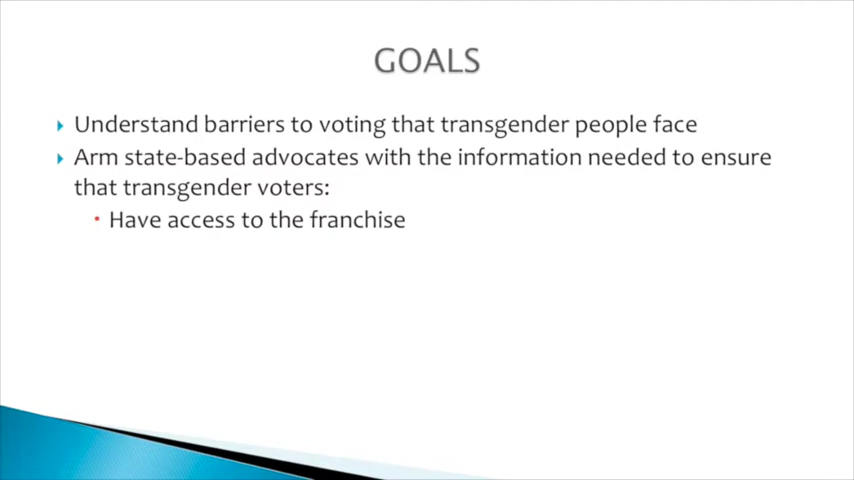 GOALS
Understand barriers to voting that transgender people face
Arm state-based advocates with the information needed to ensure
that transgender voters:
Have access to the franchise